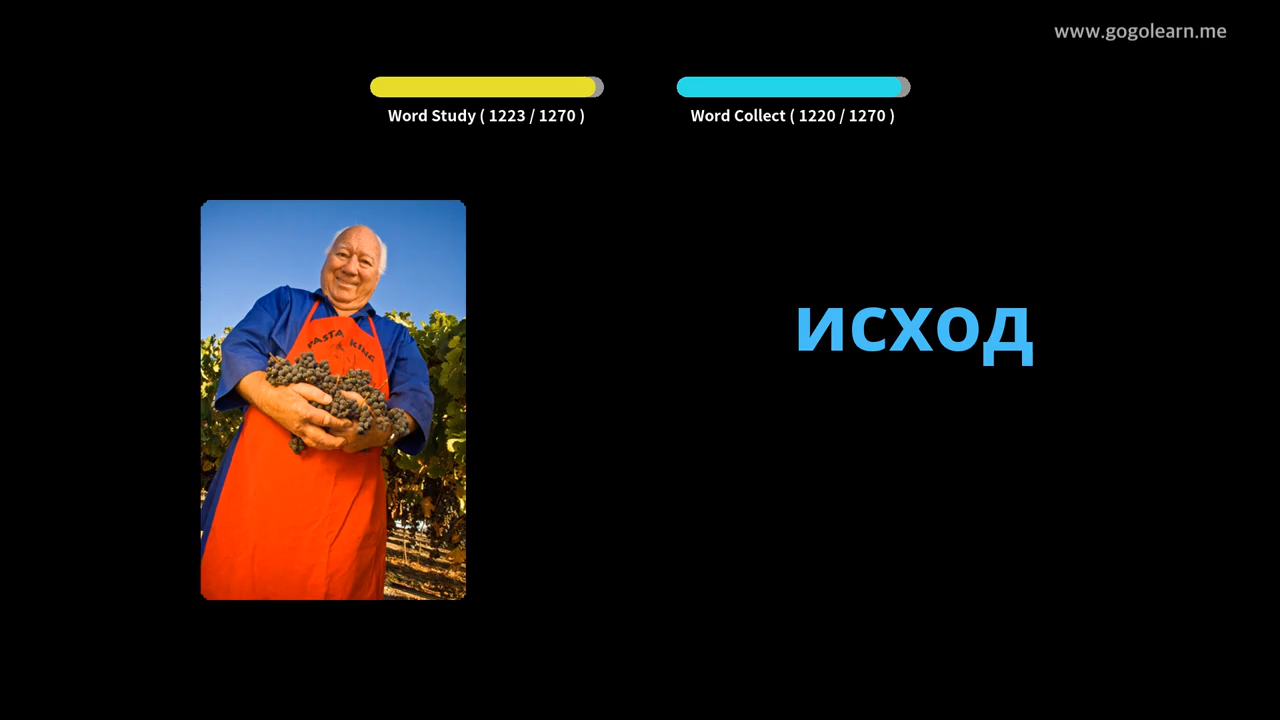 www.gogolearn.me
Word Study ( 1223 / 1270 )
Word Collect ( 1220 / 1270 )
PASTA KING
исход